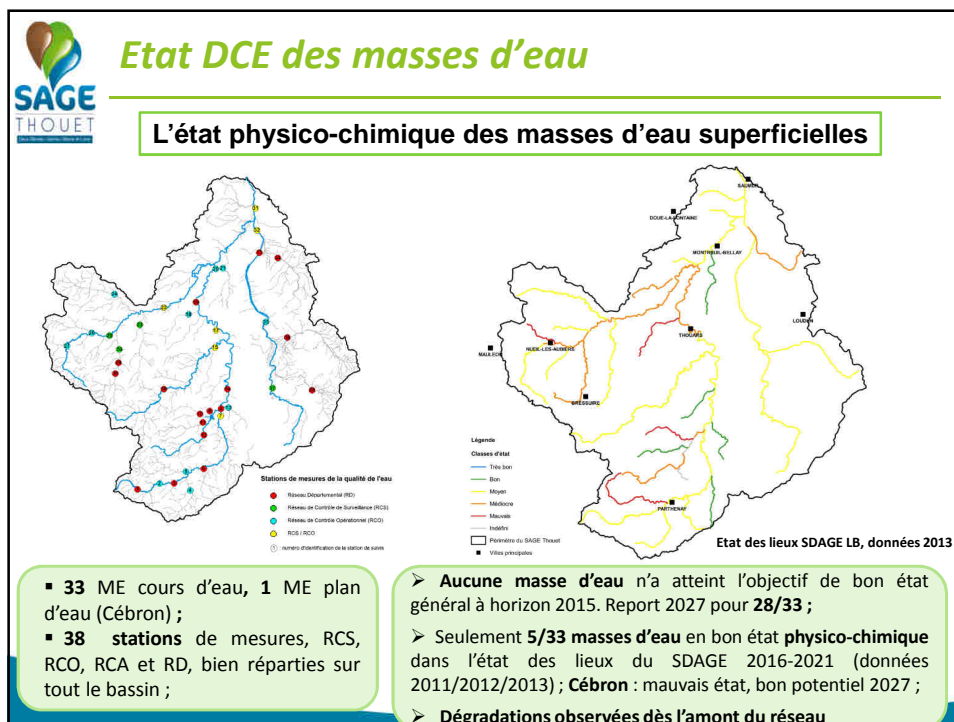 Etat DCE des masses d'eau
SAGE
THOUET
L'état physico-chimique des masses d'eau superficielles
SAUMUR
DOUE-LA-FONTAINE
MONTREUIL-BELLAY
LOUDUN
THOUARS
MAULEON
NUEIL-LES-AUBIERS
BRESSUIRE
PARTHENAY
Stations de mesures de la qualité de l'eau
Réseau Départemental (RD)
Réseau de Contrôle de Surveillance (RCS)
Réseau de Contrôle Opérationnel (RCO)
RCS / RCO
: numéro d'identification de la station de suivi
Légende
Classes d'état
Très bon
Bon
Moyen
Médiocre
Mauvais
Indéfini
Périmètre du SAGE Thouet
Villes principales
Etat des lieux SDAGE LB, données 2013
▪ 33 ME cours d'eau, 1 ME plan
d'eau (Cébron) ;
▪ 38 stations de mesures, RCS,
RCO, RCA et RD, bien réparties sur
tout le bassin ;
➢ Aucune masse d'eau n'a atteint l'objectif de bon état
général à horizon 2015. Report 2027 pour 28/33 ;
➢ Seulement 5/33 masses d'eau en bon état physico-chimique
dans l'état des lieux du SDAGE 2016-2021 (données
2011/2012/2013) ; Cébron : mauvais état, bon potentiel 2027 ;
➢ Dégradations observées dès l'amont du réseau